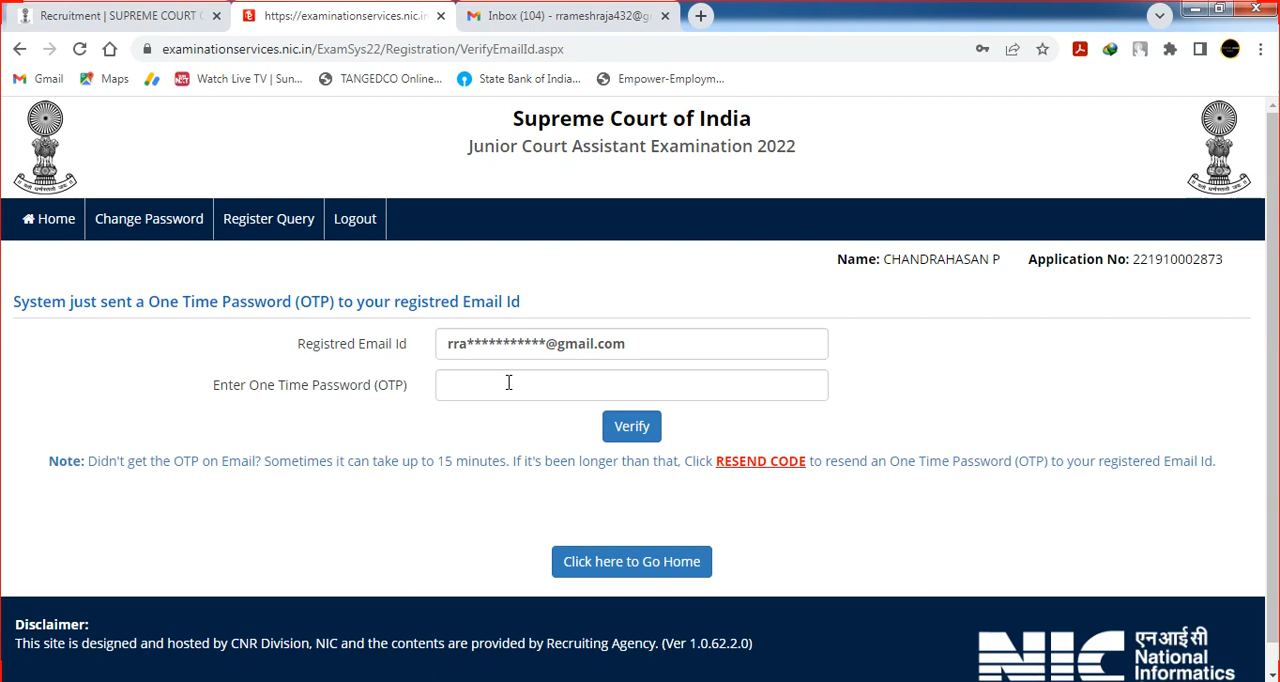 Recruitment | SUPREME COURT
https://examinationservices.nic.in
Inbox (104) - rrameshraja432@g
examinationservices.nic.in/ExamSys22/Registration/VerifyEmailId.aspx
Gmail
Maps
Watch Live TV | Sun...
TANGEDCO Online...
State Bank of India...
Empower-Employm...
Supreme Court of India
Junior Court Assistant Examination 2022
Home
Change Password
Register Query
Logout
Name: CHANDRAHASAN P Application No: 221910002873
System just sent a One Time Password (OTP) to your registred Email Id
Registred Email Id rra***********@gmail.com
Enter One Time Password (OTP)
Verify
Note: Didn't get the OTP on Email? Sometimes it can take up to 15 minutes. If it's been longer than that, Click RESEND CODE to resend an One Time Password (OTP) to your registered Email Id.
Click here to Go Home
Disclaimer:
This site is designed and hosted by CNR Division, NIC and the contents are provided by Recruiting Agency. (Ver 1.0.62.2.0)
NIC
एन आई सी
National
Informatics